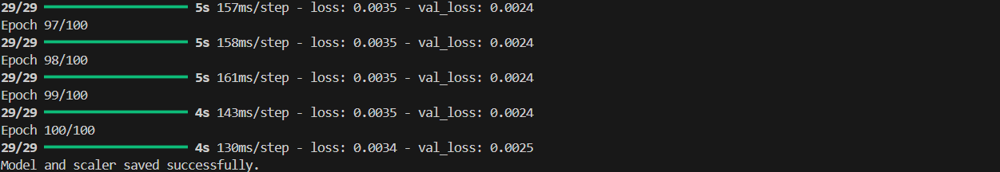 29/29 5s 157ms/step - loss: 0.0035 - val_loss: 0.0024
Epoch 97/100
29/29 5s 158ms/step - loss: 0.0035 - val_loss: 0.0024
Epoch 98/100
29/29 5s 161ms/step - loss: 0.0035 - val_loss: 0.0024
Epoch 99/100
29/29 4s 143ms/step - loss: 0.0035 - val_loss: 0.0024
Epoch 100/100
29/29 4s 130ms/step - loss: 0.0034 - val_loss: 0.0025
Model and scaler saved successfully.